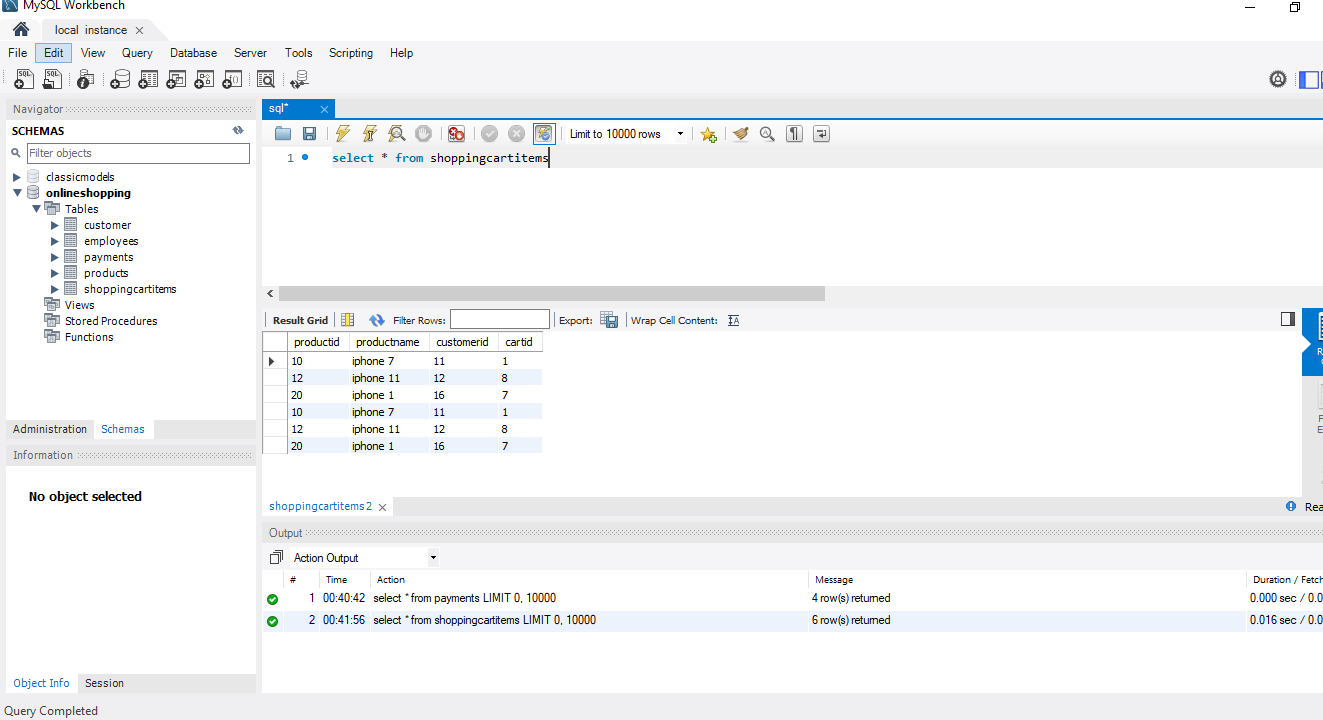 MySQL Workbench
local instance
File Edit View Query Database Server Tools Scripting Help
Navigator
SCHEMAS
Filter objects
classicmodels
onlineshopping
Tables
customer
employees
payments
products
shoppingcartitems
Views
Stored Procedures
Functions
Administration Schemas
Information
No object selected
Object Info Session
Query Completed
sql*
Limit to 10000 rows
1 select * from shoppingcartitems
Result Grid Filter Rows: Export: Wrap Cell Content:
productid productname customerid cartid
10 iphone 7 11 1
12 iphone 11 12 8
20 iphone 1 16 7
10 iphone 7 11 1
12 iphone 11 12 8
20 iphone 1 16 7
shoppingcartitems 2
Output
Action Output
# Time Action Message Duration / Fetch
1 00:40:42 select * from payments LIMIT 0, 10000 4 row(s) returned 0.000 sec / 0.0
2 00:41:56 select * from shoppingcartitems LIMIT 0, 10000 6 row(s) returned 0.016 sec / 0.0